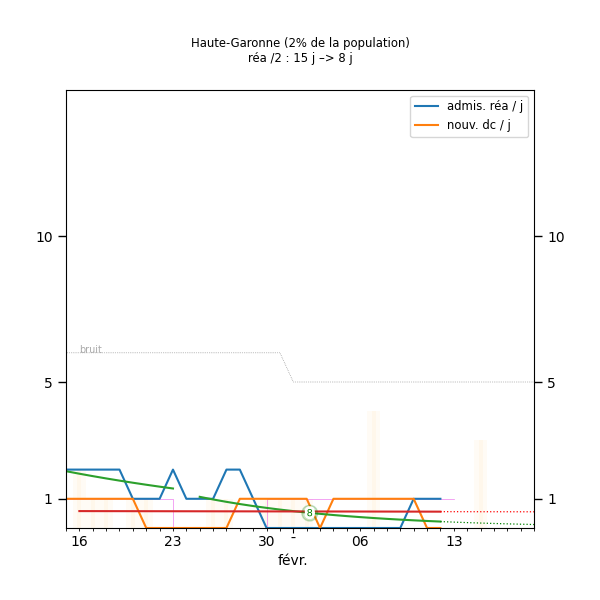 Haute-Garonne (2% de la population)
réa /2 : 15 j –> 8 j
admis. réa / j
nouv. dc / j
10 10
bruit
5 5
1 1
8
16 23 30 - 06 13
févr.